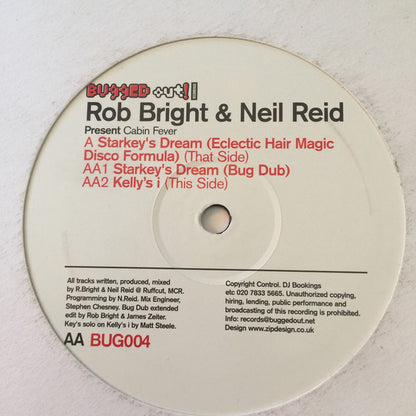 BUGGED out!
Rob Bright & Neil Reid
Present Cabin Fever
A Starkey's Dream (Eclectic Hair Magic
Disco Formula) (That Side)
AA1 Starkey's Dream (Bug Dub)
AA2 Kelly's i (This Side)
All tracks written, produced, mixed
by R.Bright & Neil Reid @ Ruffcut, MCR.
Programming by N.Reid. Mix Engineer,
Stephen Chesney. Bug Dub extended
edit by Rob Bright & James Zeiter.
Key's solo on Kelly's i by Matt Steele.
Copyright Control. DJ Bookings
etc 020 7833 5665. Unauthorized copying,
hiring, lending, public performance and
broadcasting of this recording is prohibited.
Info: records@buggedout.net
Design www.zipdesign.co.uk
AA BUG004